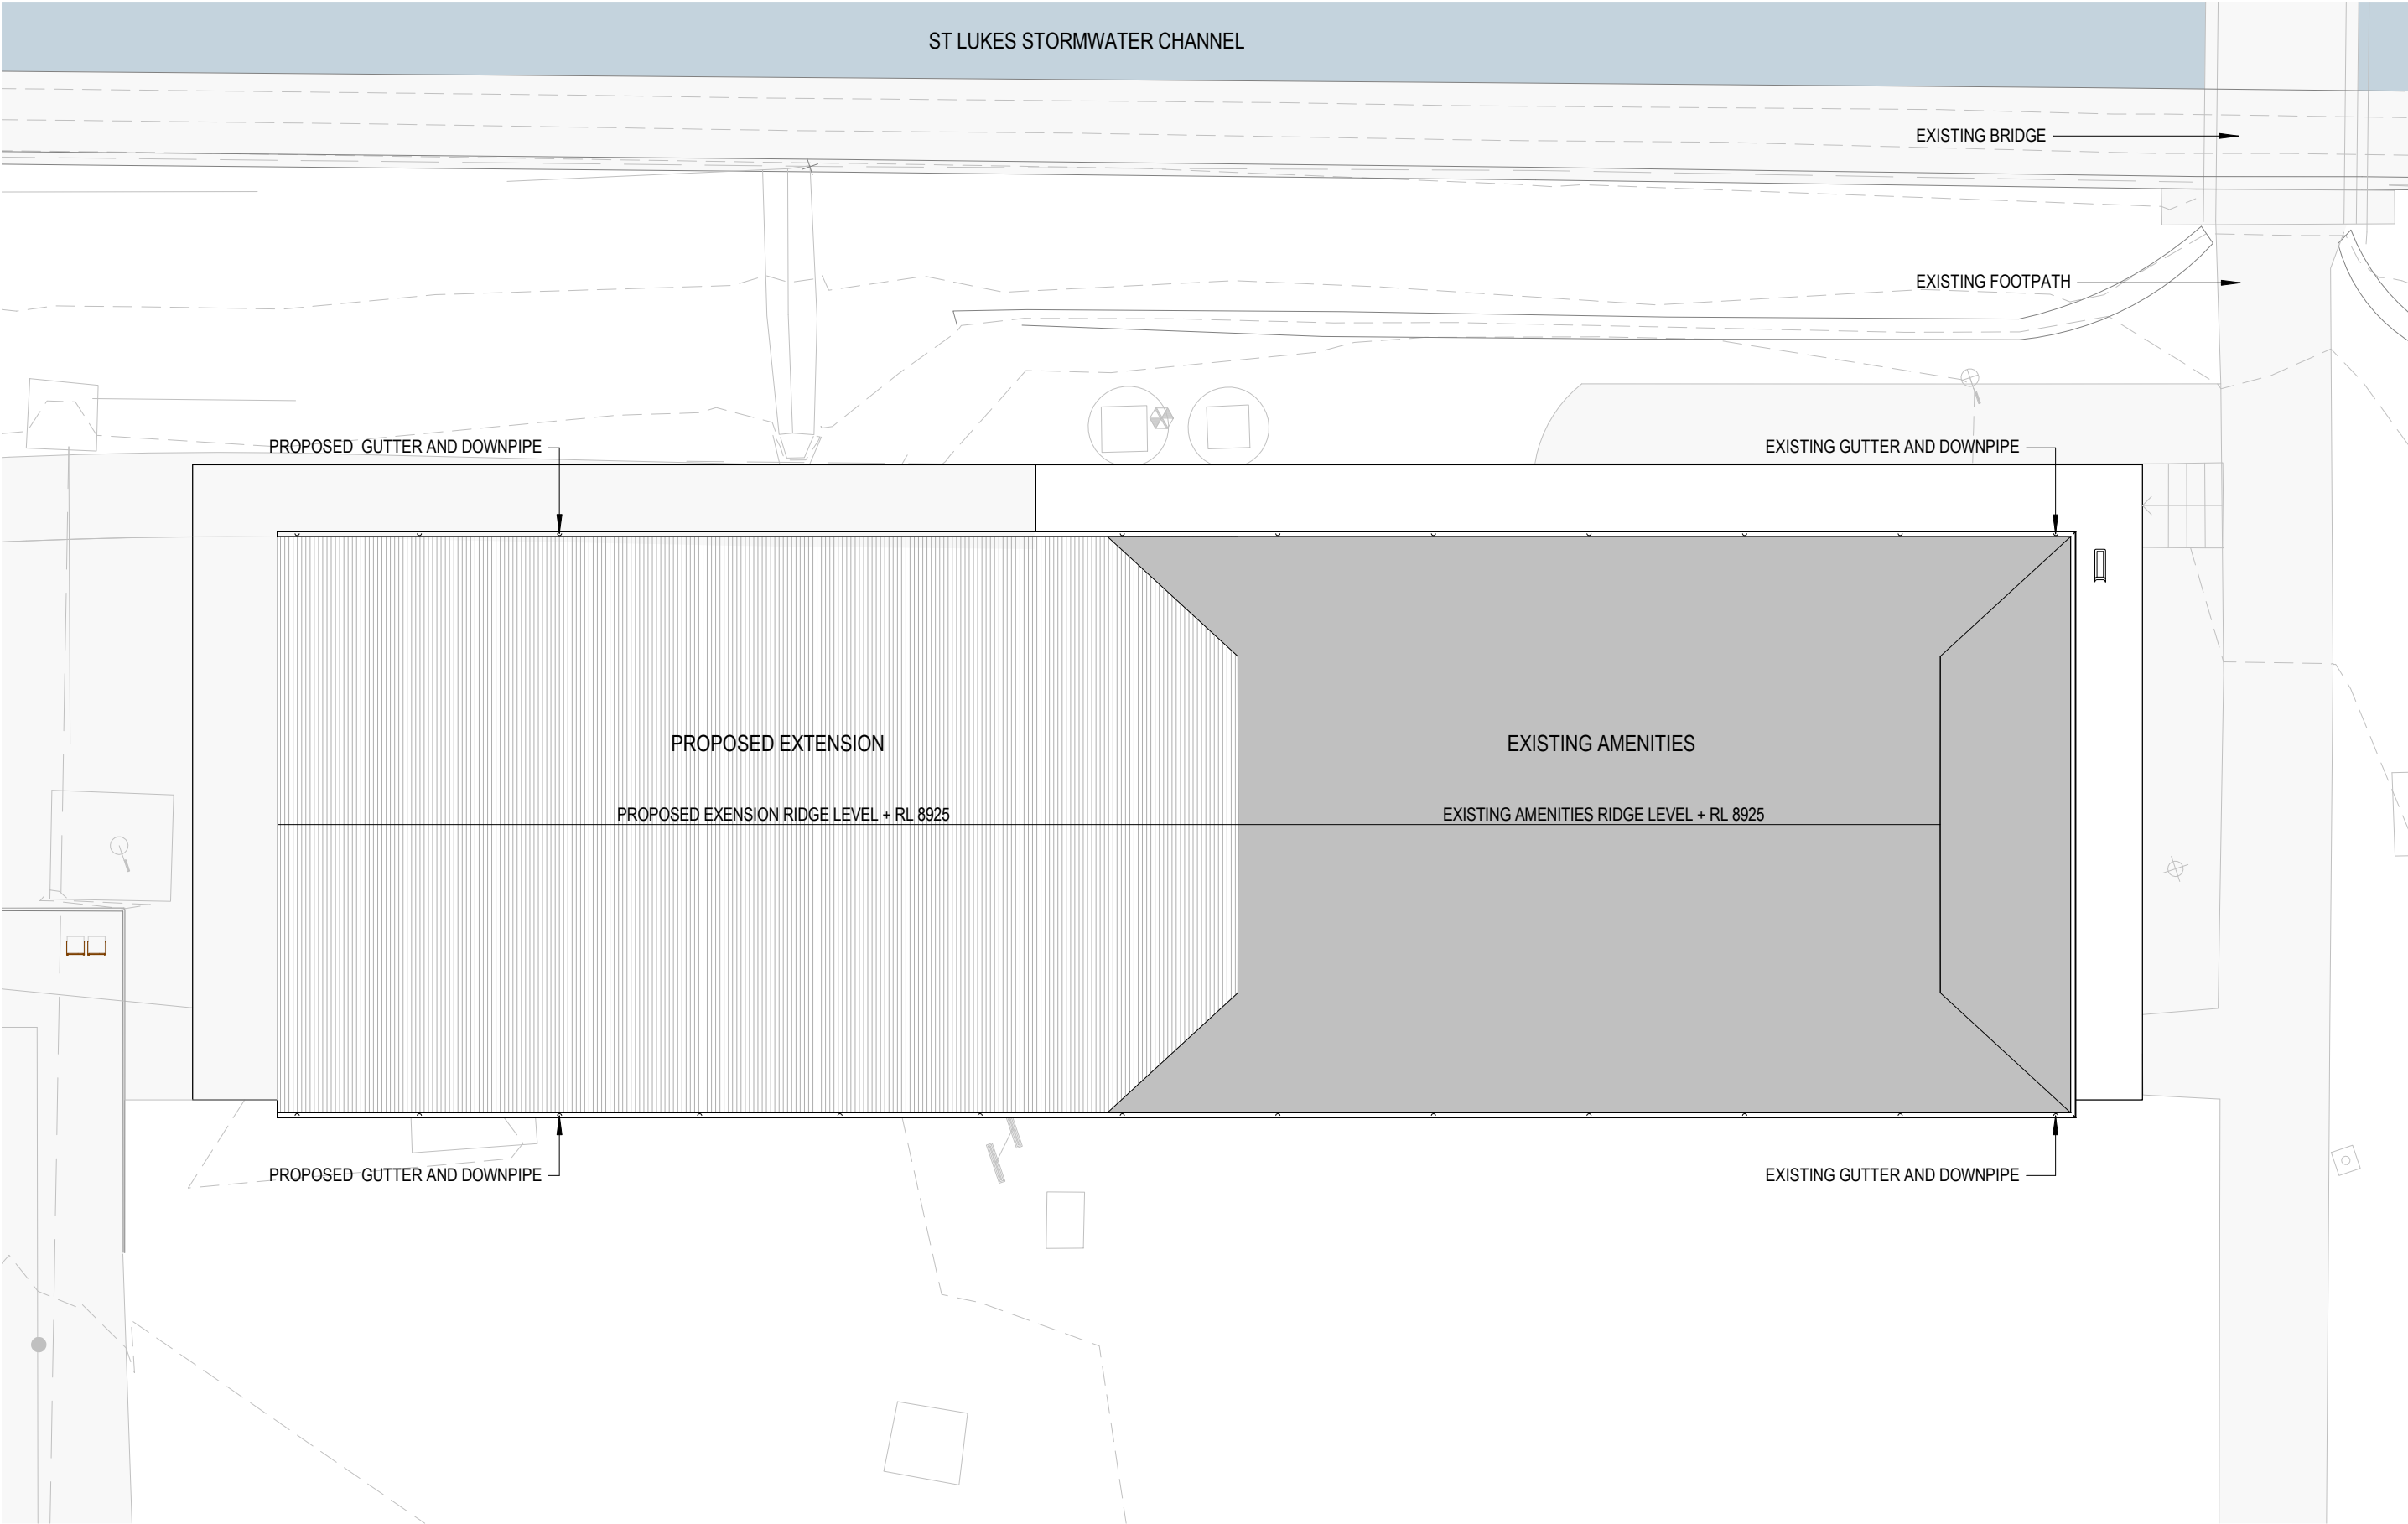 ST LUKES STORMWATER CHANNEL
EXISTING BRIDGE
EXISTING FOOTPATH
PROPOSED  GUTTER AND DOWNPIPE
EXISTING GUTTER AND DOWNPIPE
PROPOSED EXTENSION
EXISTING AMENITIES
PROPOSED EXENSION RIDGE LEVEL + RL 8925
EXISTING AMENITIES RIDGE LEVEL + RL 8925
PROPOSED  GUTTER AND DOWNPIPE
EXISTING GUTTER AND DOWNPIPE